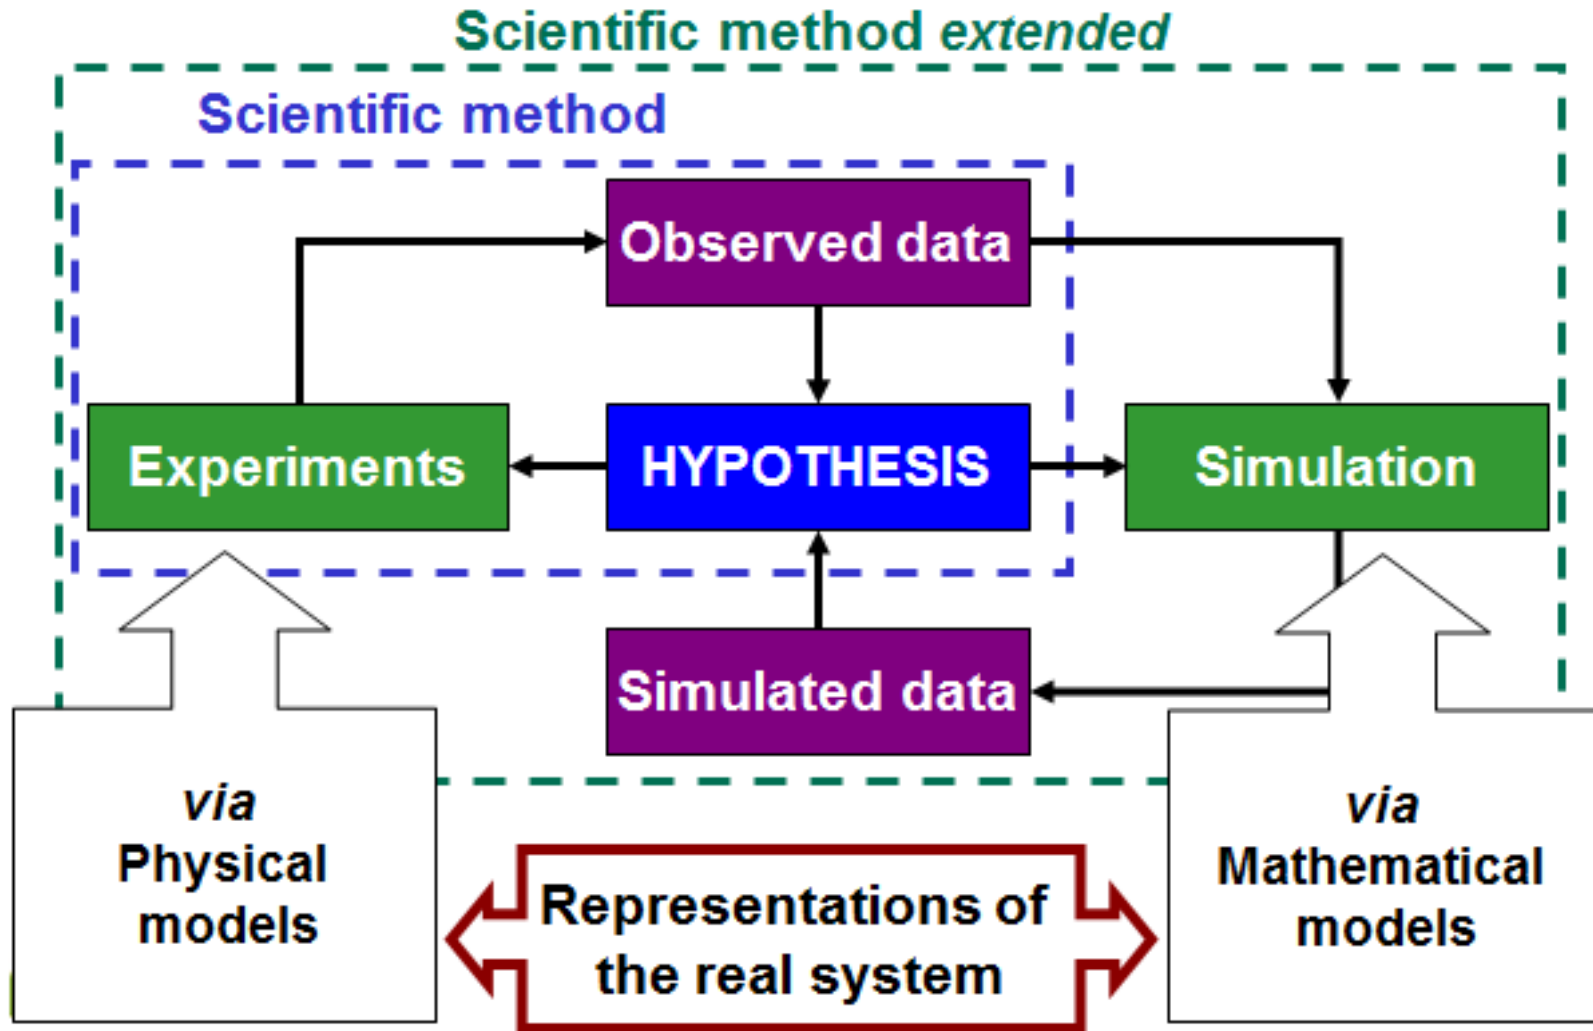 Scientific method extended
Scientific method
Observed data
Experiments
HYPOTHESIS
Simulation
Simulated data
via
Physical
models
Representations of
the real system
via
Mathematical
models